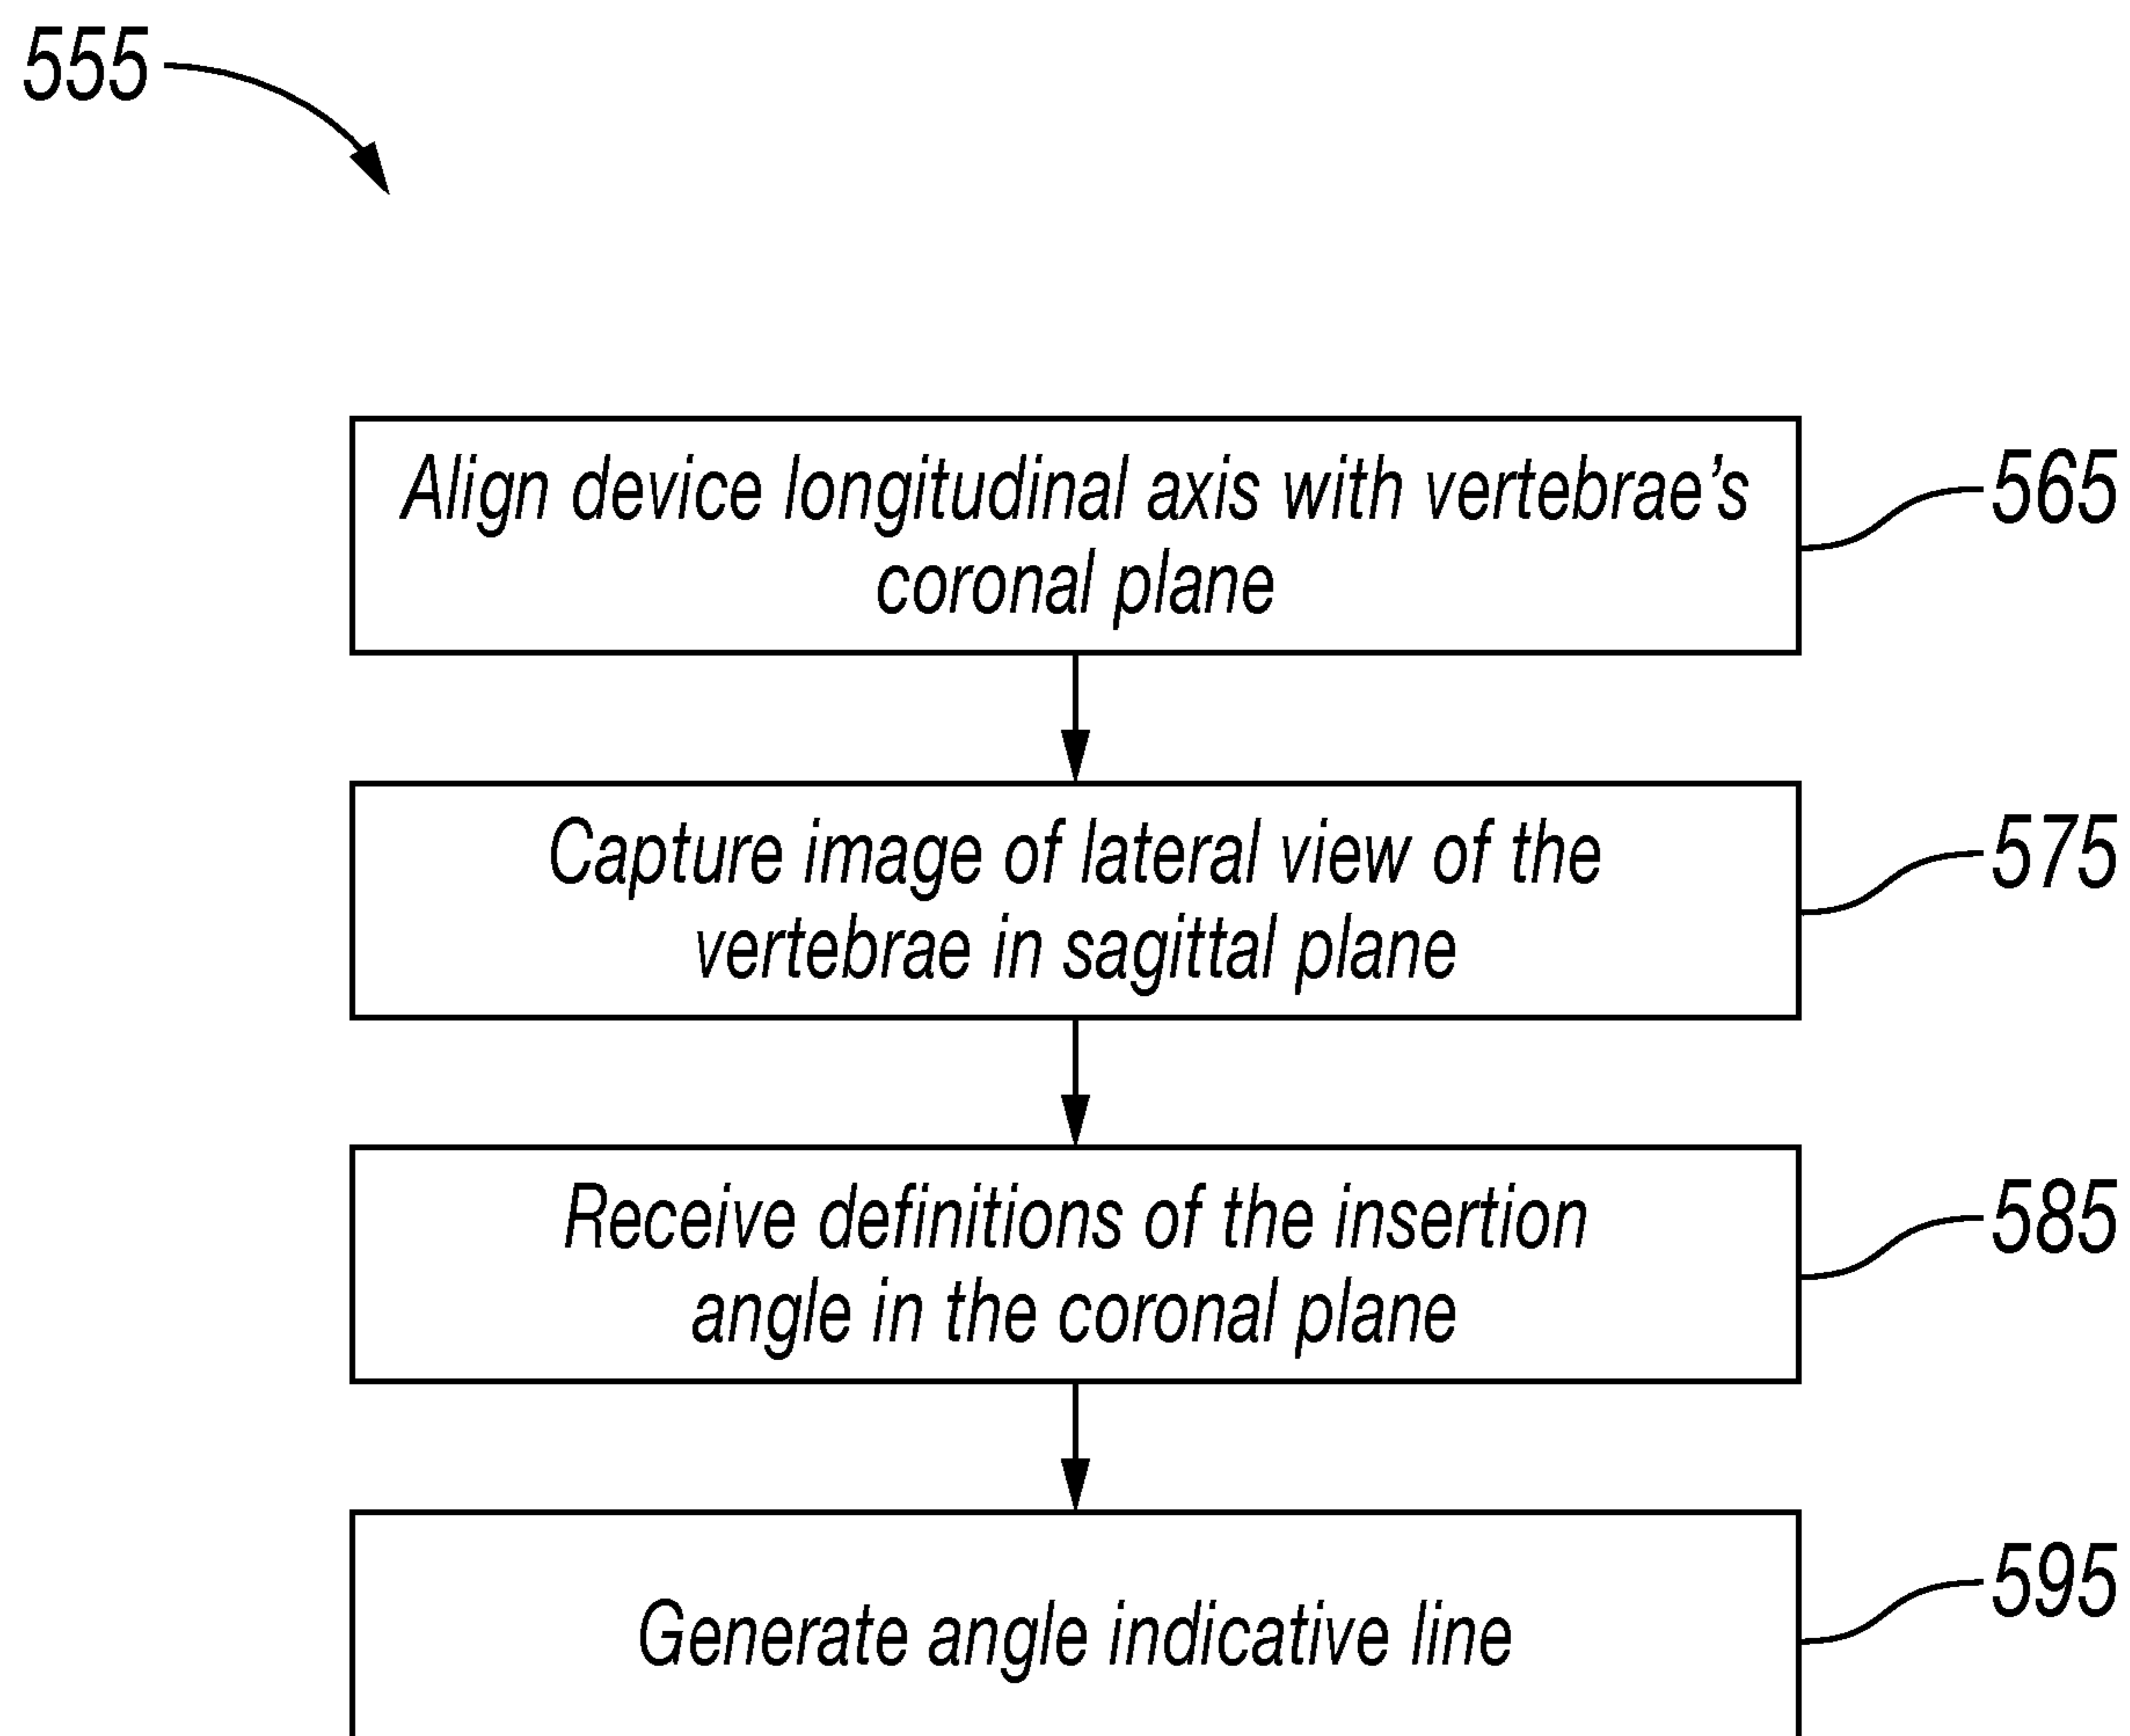 555
Align device longitudinal axis with vertebrae’s
coronal plane
565
Capture image of lateral view of the
vertebrae in sagittal plane
575
Receive definitions of the insertion
angle in the coronal plane
585
Generate angle indicative line
595